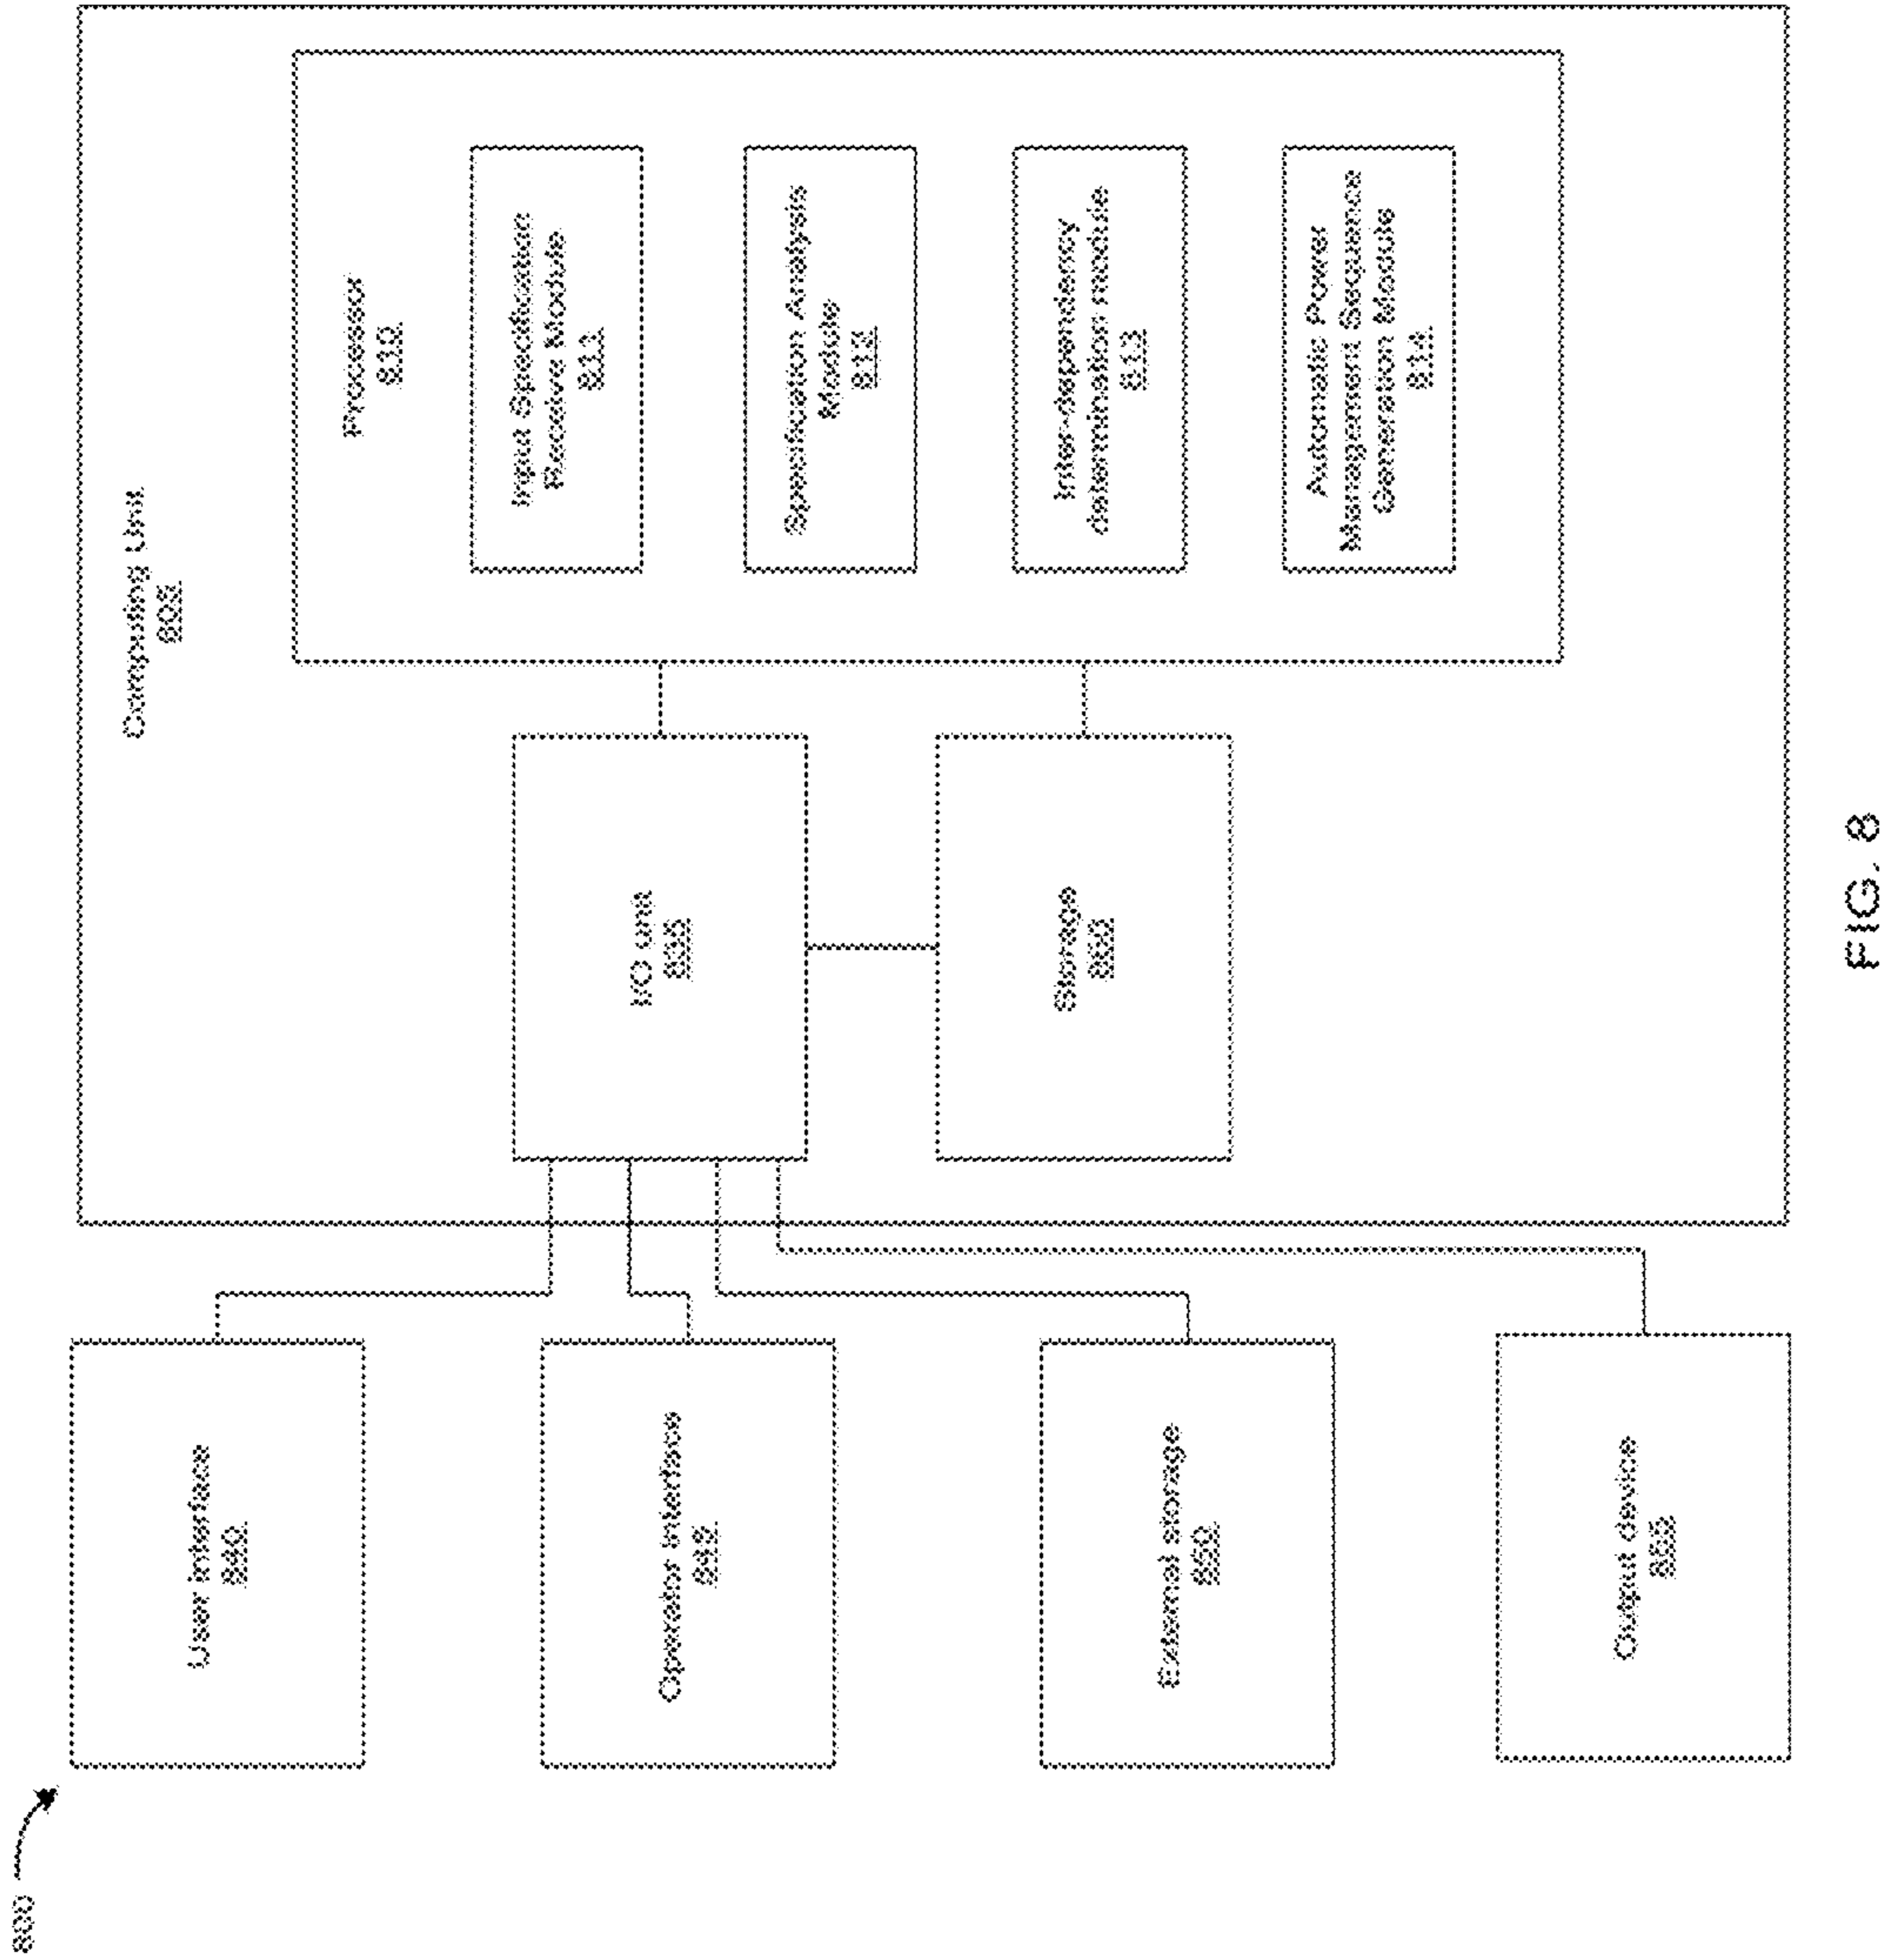 800
Computing Unit
805
User Interface
840
I/O unit
835
Processor
810
Input Specification
Receive Module
811
Operator Interface
845
Specification Analysis
Module
812
External storage
850
Storage
860
Inter-dependency
determination module
813
Output device
855
Automatic Power
Management Sequence
Generation Module
814
FIG. 8